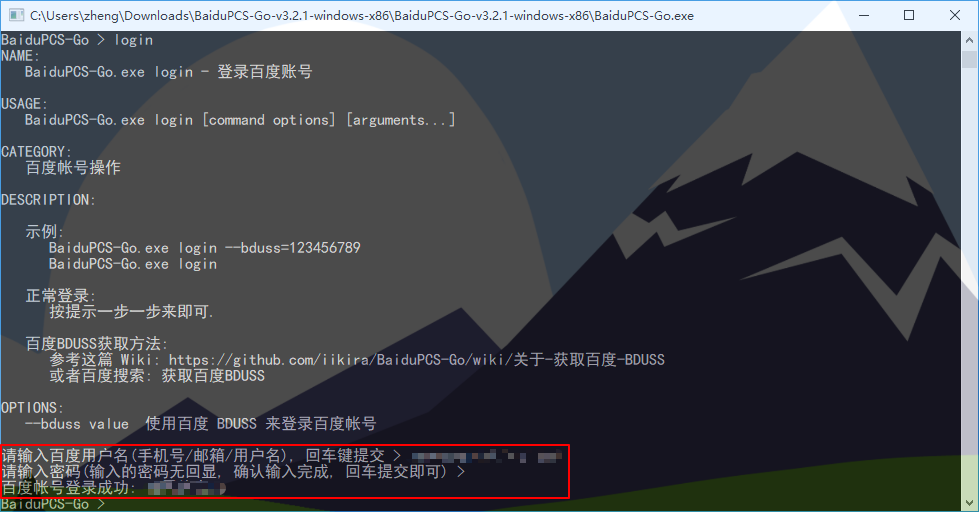 C:\Users\zheng\Downloads\BaiduPCS-Go-v3.2.1-windows-x86\BaiduPCS-Go-v3.2.1-windows-x86\BaiduPCS-Go.exe
BaiduPCS-Go > login
NAME:
BaiduPCS-Go.exe login - 登录百度账号
USAGE:
BaiduPCS-Go.exe login [command options] [arguments...]
CATEGORY:
百度帐号操作
DESCRIPTION:
示例:
BaiduPCS-Go.exe login --bduss=123456789
BaiduPCS-Go.exe login
正常登录:
按提示一步一步来即可.
百度BDUSS获取方法:
参考这篇 Wiki: https://github.com/iikira/BaiduPCS-Go/wiki/关于-获取百度-BDUSS
或者百度搜索: 获取百度BDUSS
OPTIONS:
--bduss value 使用百度 BDUSS 来登录百度帐号
请输入百度用户名(手机号/邮箱/用户名), 回车键提交 >
请输入密码(输入的密码无回显, 确认输入完成, 回车提交即可) >
百度帐号登录成功:
BaiduPCS-Go >